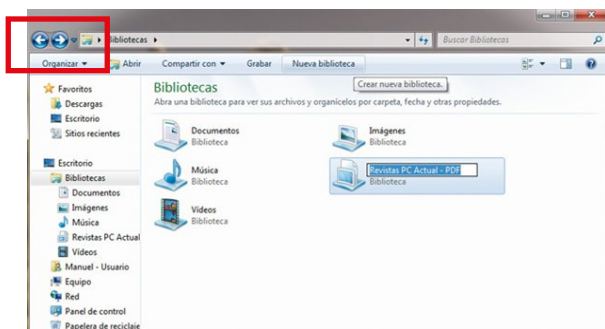 Bibliotecas
Buscar Bibliotecas
Organizar
Abrir
Compartir con
Grabar
Nueva biblioteca
Crear nueva biblioteca.
Favoritos
Descargas
Escritorio
Sitios recientes
Escritorio
Bibliotecas
Documentos
Imágenes
Música
Revistas PC Actual
Vídeos
Manuel - Usuario
Equipo
Red
Panel de control
Papelera de reciclaje
Bibliotecas
Abra una biblioteca para ver sus archivos y organícelos por carpeta, fecha y otras propiedades.
Documentos
Biblioteca
Imágenes
Biblioteca
Música
Biblioteca
Revistas PC Actual - PDF
Biblioteca
Vídeos
Biblioteca